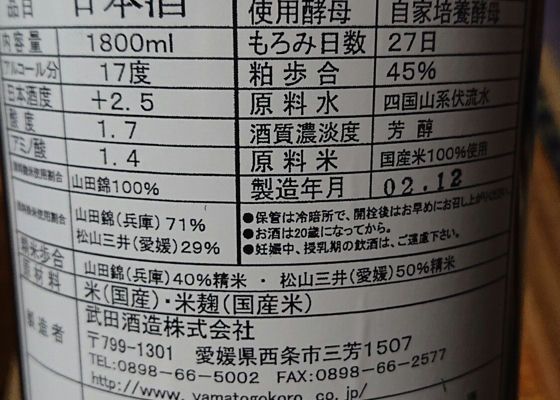 品目 日本酒 使用酵母 自家培養酵母
内容量 1800ml もろみ日数 27日
アルコール分 17度 粕歩合 45%
日本酒度 +2.5 原料水 四国山系伏流水
酸度 1.7 酒質濃淡度 芳醇
アミノ酸 1.4 原料米 国産米100%使用
山田錦100% 製造年月 02.12
使用割合 山田錦(兵庫)71%
松山三井(愛媛)29%
●保管は冷暗所で、開栓後はお早めにお召し上がりください。
●お酒は20歳になってから。
●妊娠中、授乳期の飲酒は、ご遠慮下さい。
精米歩合 山田錦(兵庫)40%精米・松山三井(愛媛)50%精米
原材料 米(国産)・米麹(国産米)
製造者 武田酒造株式会社
〒799-1301 愛媛県西条市三芳1507
TEL:0898-66-5002 FAX:0898-66-2577
http://www.yamatogokoro.co.jp/